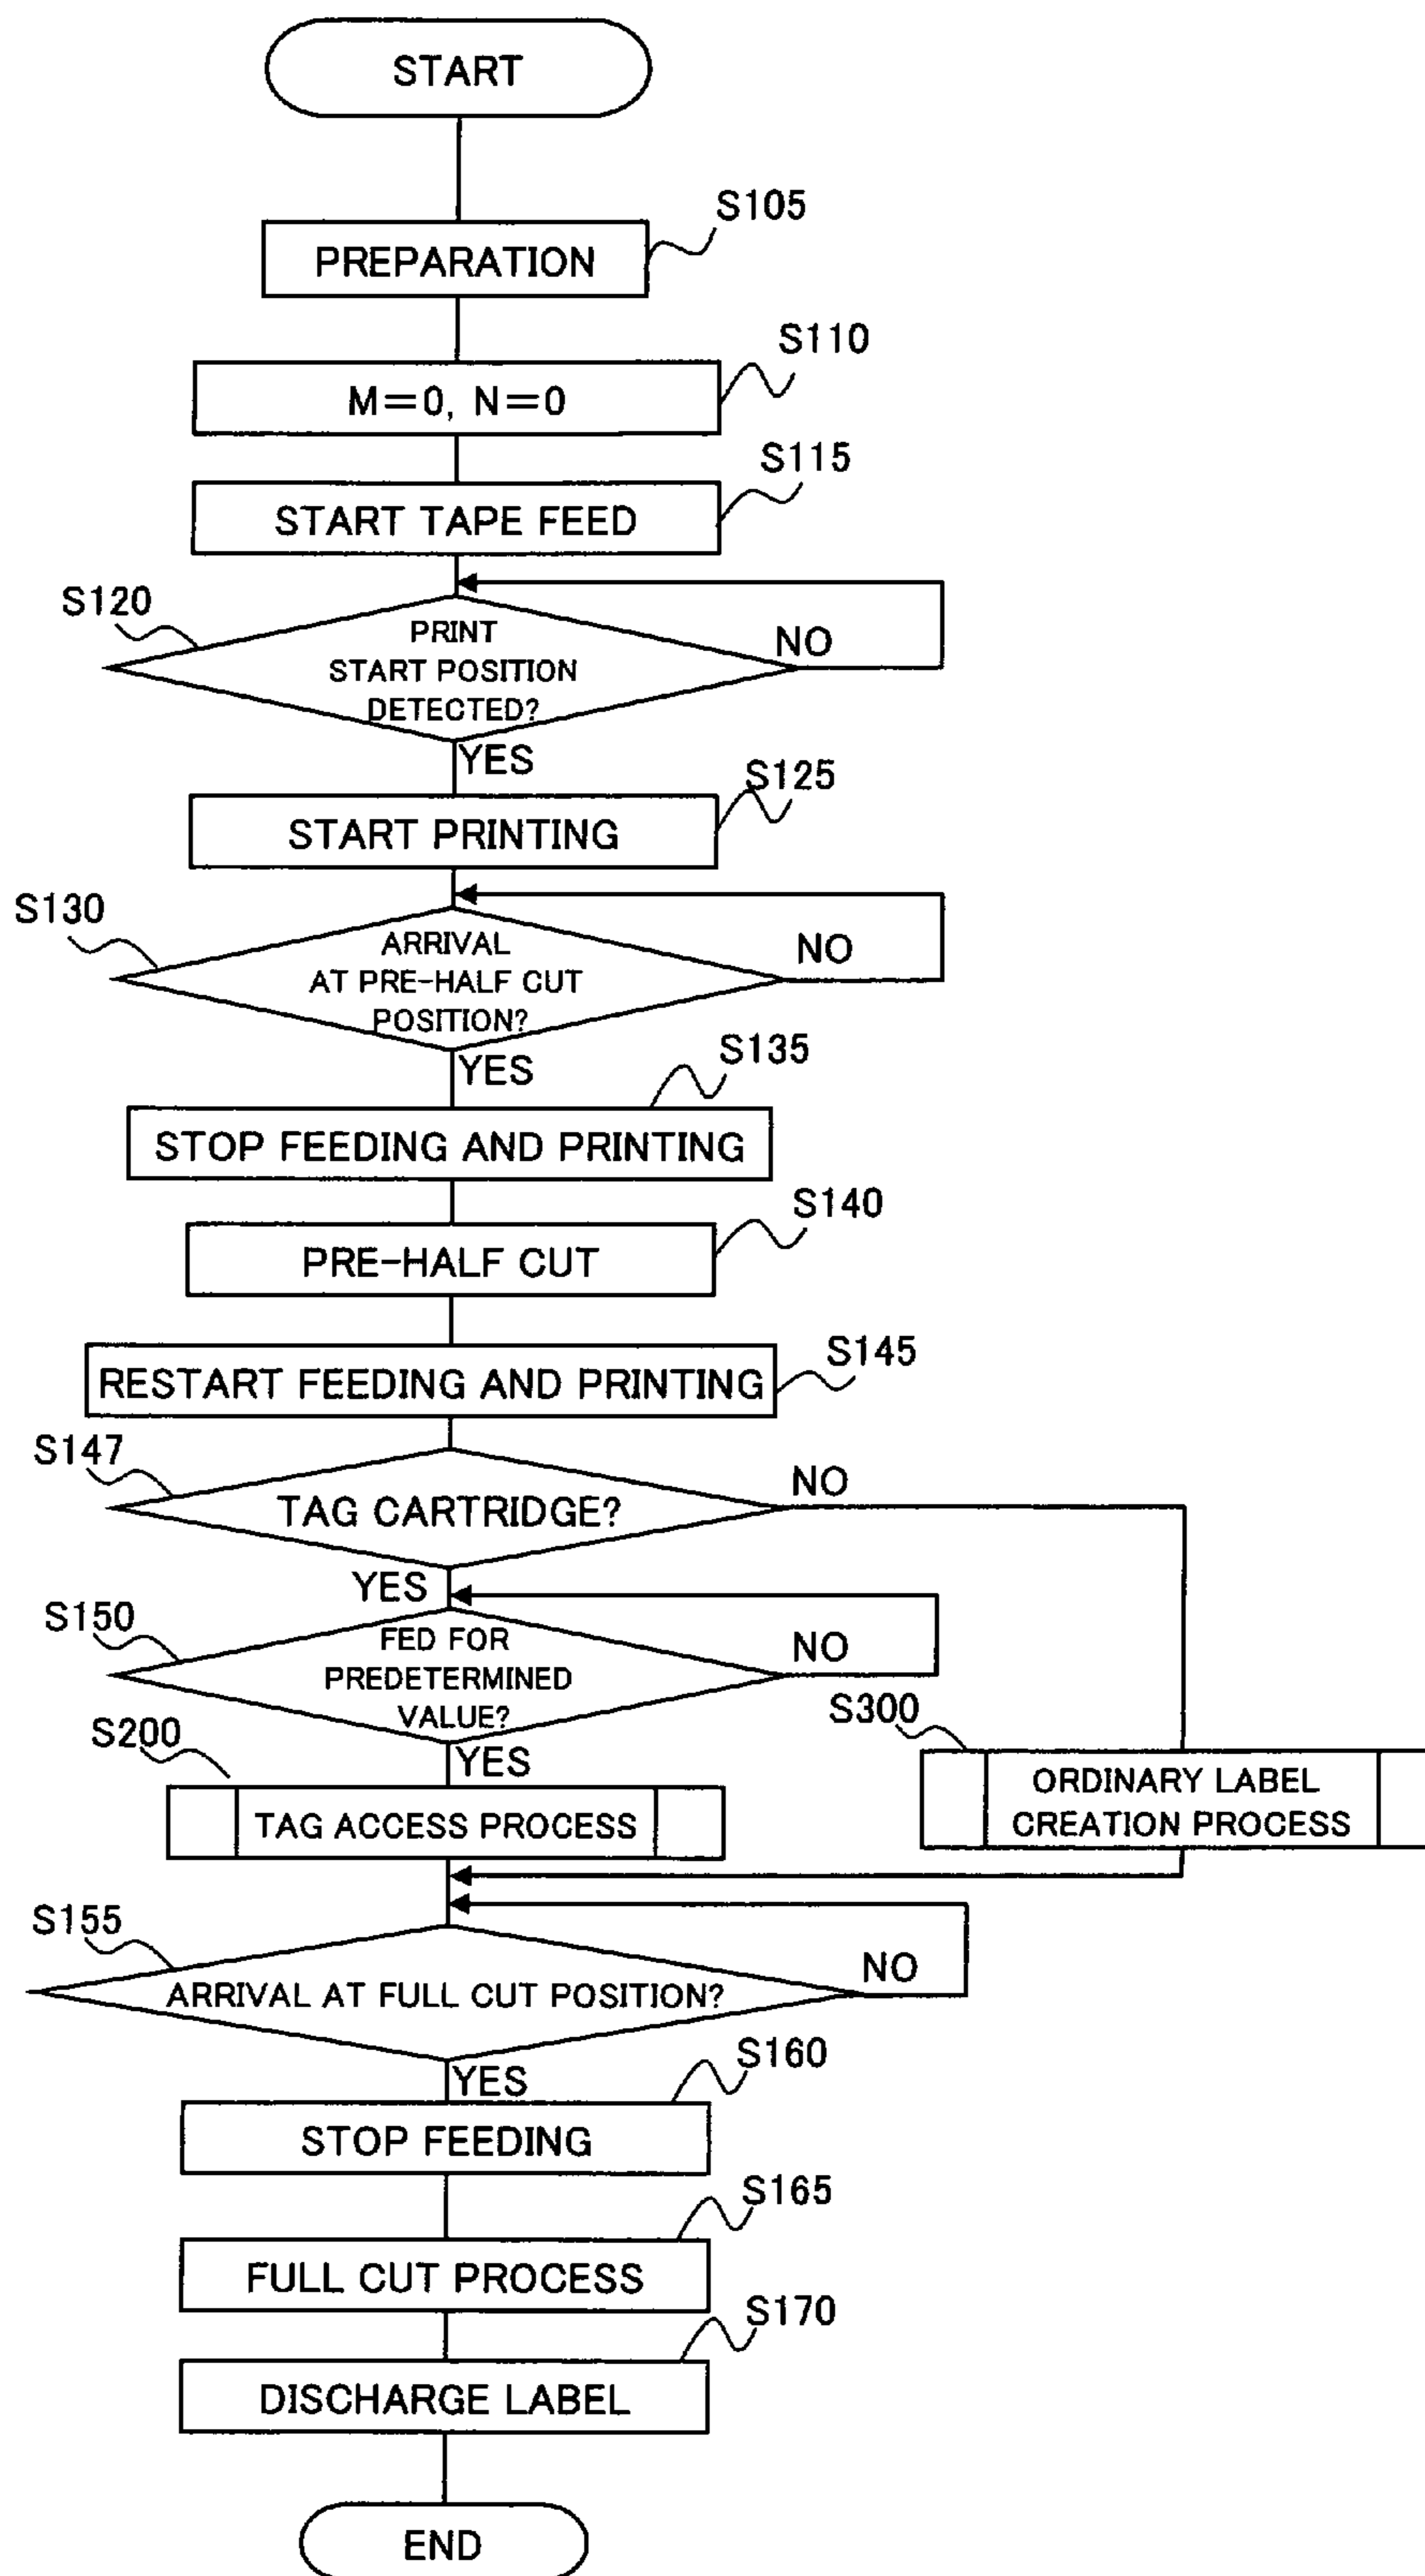 START
S105
PREPARATION
S110
M=0, N=0
S115
START TAPE FEED
S120
PRINT
START POSITION
DETECTED?
NO
YES
S125
START PRINTING
S130
ARRIVAL
AT PRE-HALF CUT
POSITION?
NO
YES
S135
STOP FEEDING AND PRINTING
S140
PRE-HALF CUT
S145
RESTART FEEDING AND PRINTING
S147
TAG CARTRIDGE?
NO
YES
S150
FED FOR
PREDETERMINED
VALUE?
NO
YES
S200
TAG ACCESS PROCESS
S300
ORDINARY LABEL
CREATION PROCESS
S155
ARRIVAL AT FULL CUT POSITION?
NO
YES
S160
STOP FEEDING
S165
FULL CUT PROCESS
S170
DISCHARGE LABEL
END